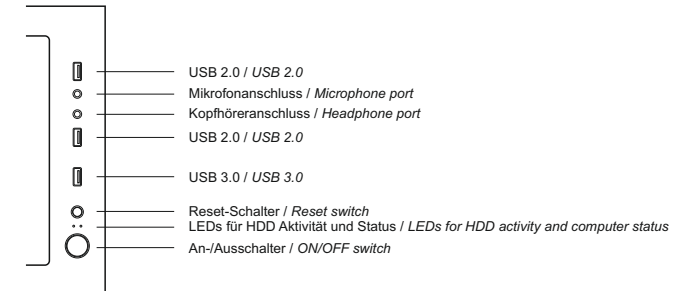 USB 2.0 / USB 2.0
Mikrofonanschluss / Microphone port
Kopfhöreranschluss / Headphone port
USB 2.0 / USB 2.0
USB 3.0 / USB 3.0
Reset-Schalter / Reset switch
LEDs für HDD Aktivität und Status / LEDs for HDD activity and computer status
An-/Ausschalter / ON/OFF switch